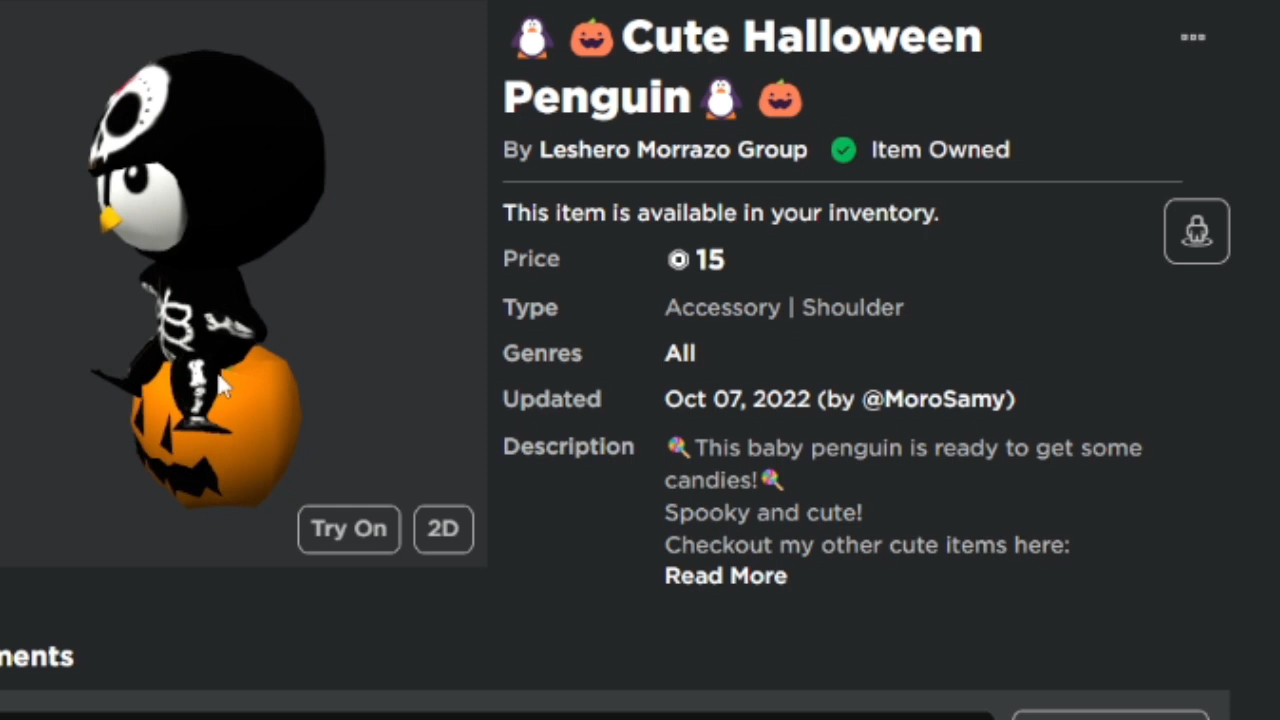 🐧 🎃 Cute Halloween
Penguin 🐧 🎃
By Leshero Morrazo Group Item Owned
This item is available in your inventory.
Price 15
Type Accessory | Shoulder
Genres All
Updated Oct 07, 2022 (by @MoroSamy)
Description 🍭This baby penguin is ready to get some
candies!🍭
Spooky and cute!
Checkout my other cute items here:
Read More
Try On 2D
ments